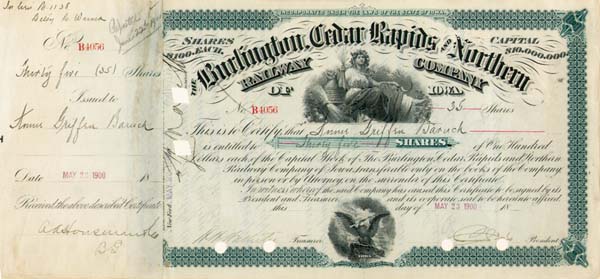 No. B4056
Thirty five (35) Shares
Issued to
Annie Griffen Baruch
Date MAY 23 1900 18
Received the above described Certificate
INCORPORATED UNDER THE LAWS OF THE STATE OF IOWA
SHARES $100. EACH.
CAPITAL $10,000,000
THE Burlington, Cedar Rapids AND Northern
RAILWAY COMPANY
OF IOWA
No. B4056 35 Shares
This is to Certify, that Annie Griffen Baruch
is entitled to Thirty five SHARES of One Hundred
Dollars each of the Capital Stock of The Burlington, Cedar Rapids and Northern
Railway Company of Iowa, transferable only on the books of the Company
in person or by Attorney on the surrender of this Certificate.
In witness whereof the said Company has caused this Certificate to be signed by its
President and Treasurer and its corporate seal to be hereunto affixed
this day of MAY 23 1900 18
Treasurer. President.